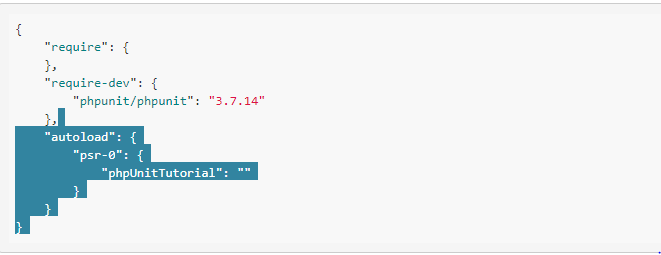 {
    "require": {
    },
    "require-dev": {
        "phpunit/phpunit": "3.7.14"
    },
    "autoload": {
        "psr-0": {
            "phpUnitTutorial": ""
        }
    }
}